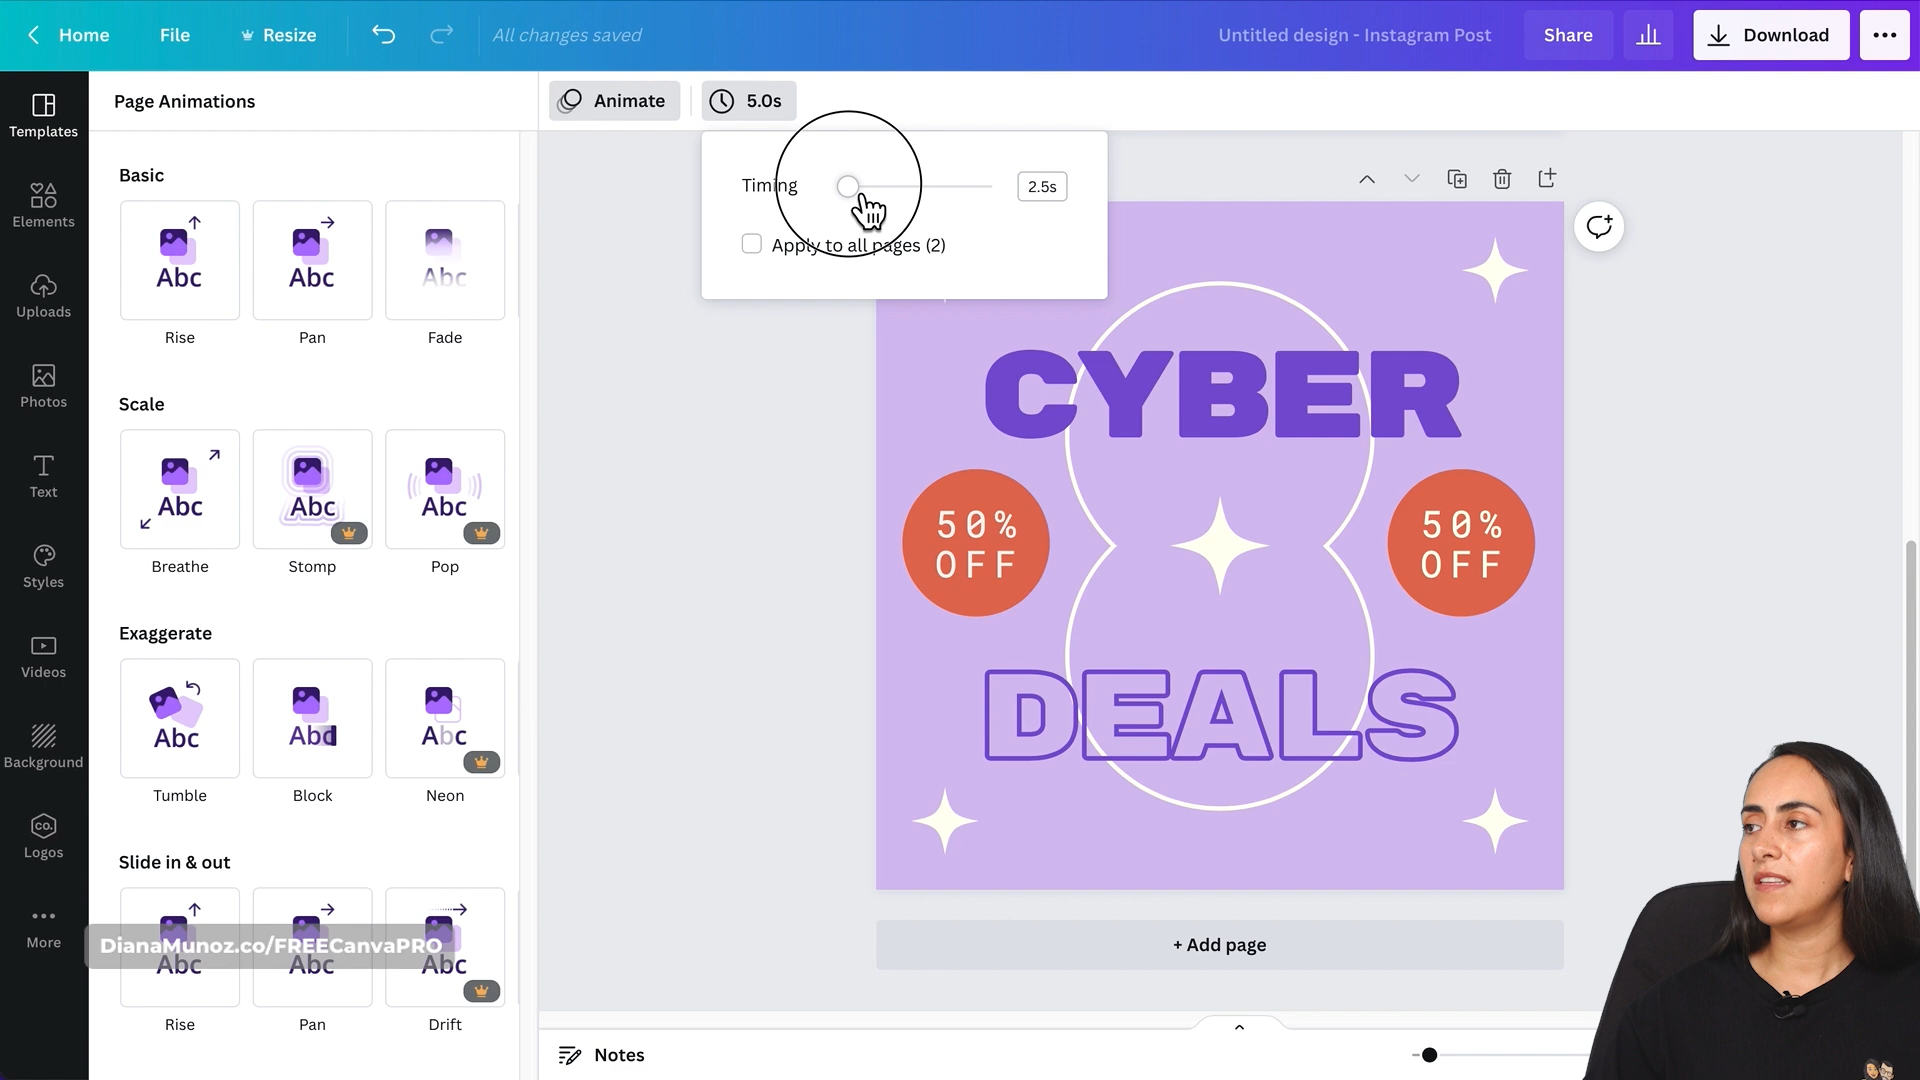 Home File Resize All changes saved Untitled design - Instagram Post Share Download
Templates
Elements
Uploads
Photos
Text
Styles
Videos
Background
CO.
Logos
More
Page Animations
Basic
Abc Abc Abc
Rise Pan Fade
Scale
Abc Abc Abc
Breathe Stomp Pop
Exaggerate
Abc Abc Abc
Tumble Block Neon
Slide in & out
DianaMunoz.co/FREECanvaPRO
Abc Abc Abc
Rise Pan Drift
Animate 5.0s
Timing 2.5s
Apply to all pages (2)
CYBER
50%
OFF
50%
OFF
DEALS
+ Add page
Notes